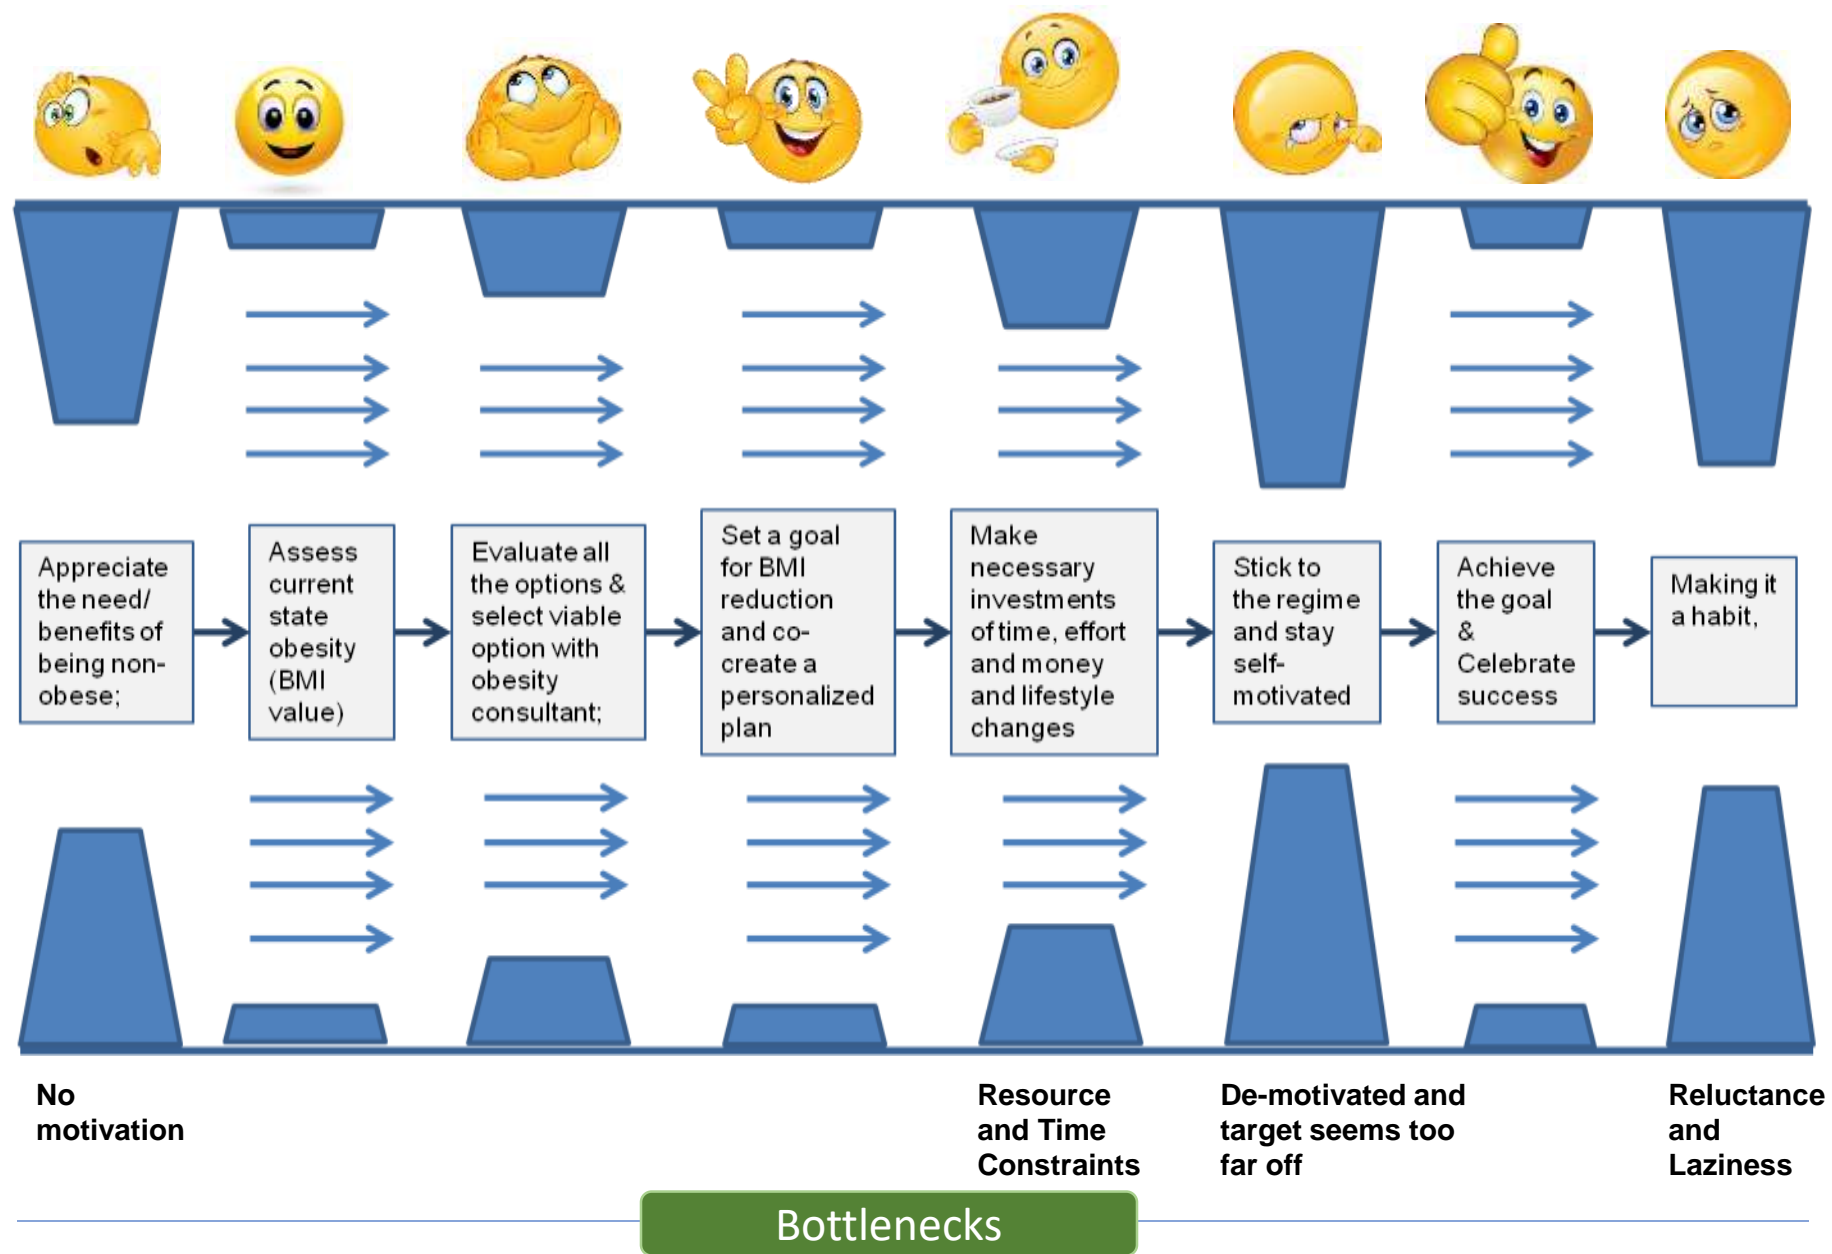 Appreciate
the need/
benefits of
being non-
obese;
Assess
current
state
obesity
(BMI
value)
Evaluate all
the options &
select viable
option with
obesity
consultant;
Set a goal
for BMI
reduction
and co-
create a
personalized
plan
Make
necessary
investments
of time, effort
and money
and lifestyle
changes
Stick to
the regime
and stay
self-
motivated
Achieve
the goal
&
Celebrate
success
Making it
a habit,
No
motivation
Resource
and Time
Constraints
De-motivated and
target seems too
far off
Reluctance
and
Laziness
Bottlenecks